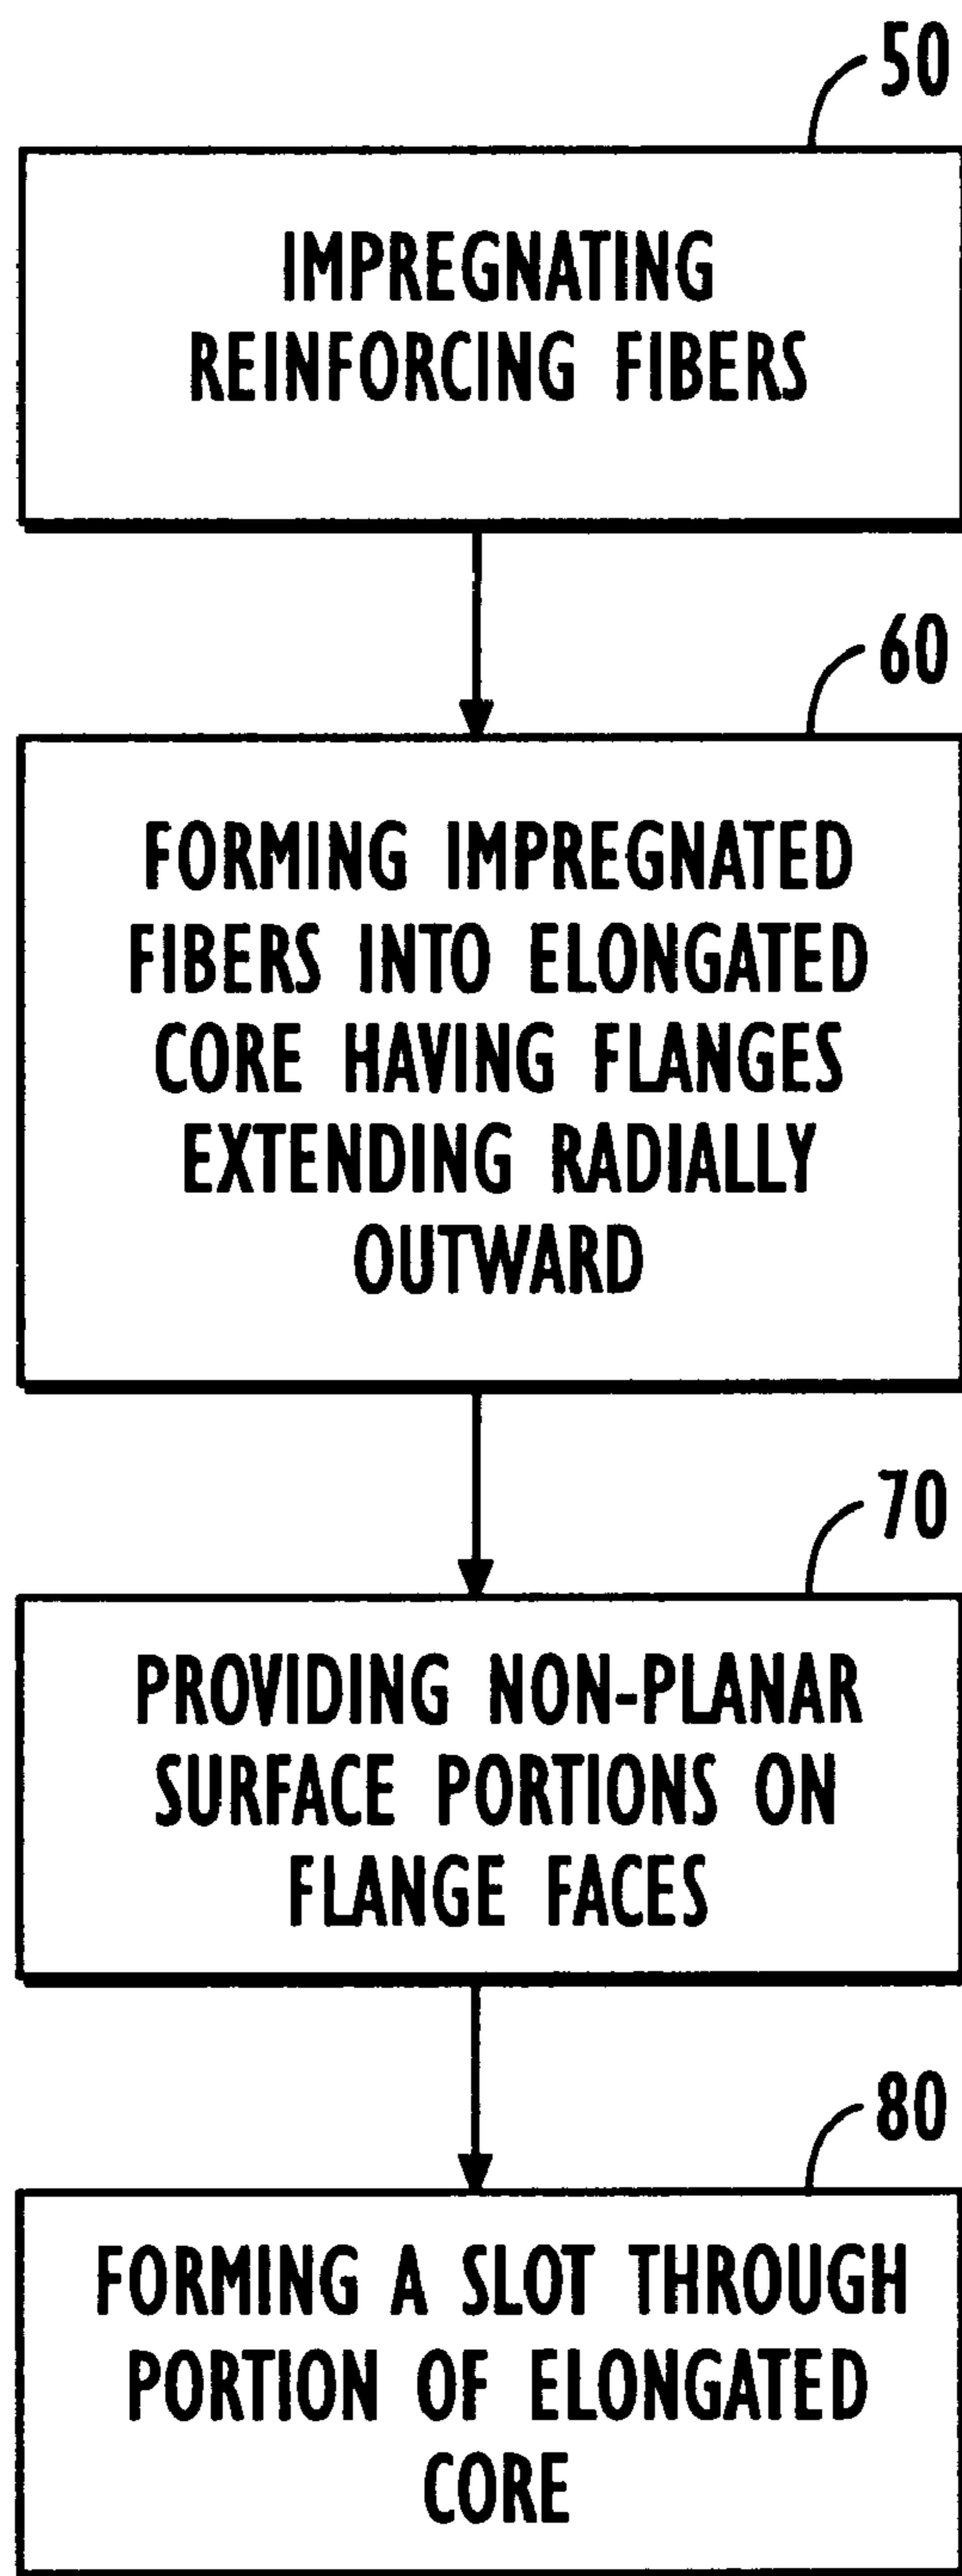 50
IMPREGNATING
REINFORCING FIBERS
60
FORMING IMPREGNATED
FIBERS INTO ELONGATED
CORE HAVING FLANGES
EXTENDING RADIALLY
OUTWARD
70
PROVIDING NON-PLANAR
SURFACE PORTIONS ON
FLANGE FACES
80
FORMING A SLOT THROUGH
PORTION OF ELONGATED
CORE